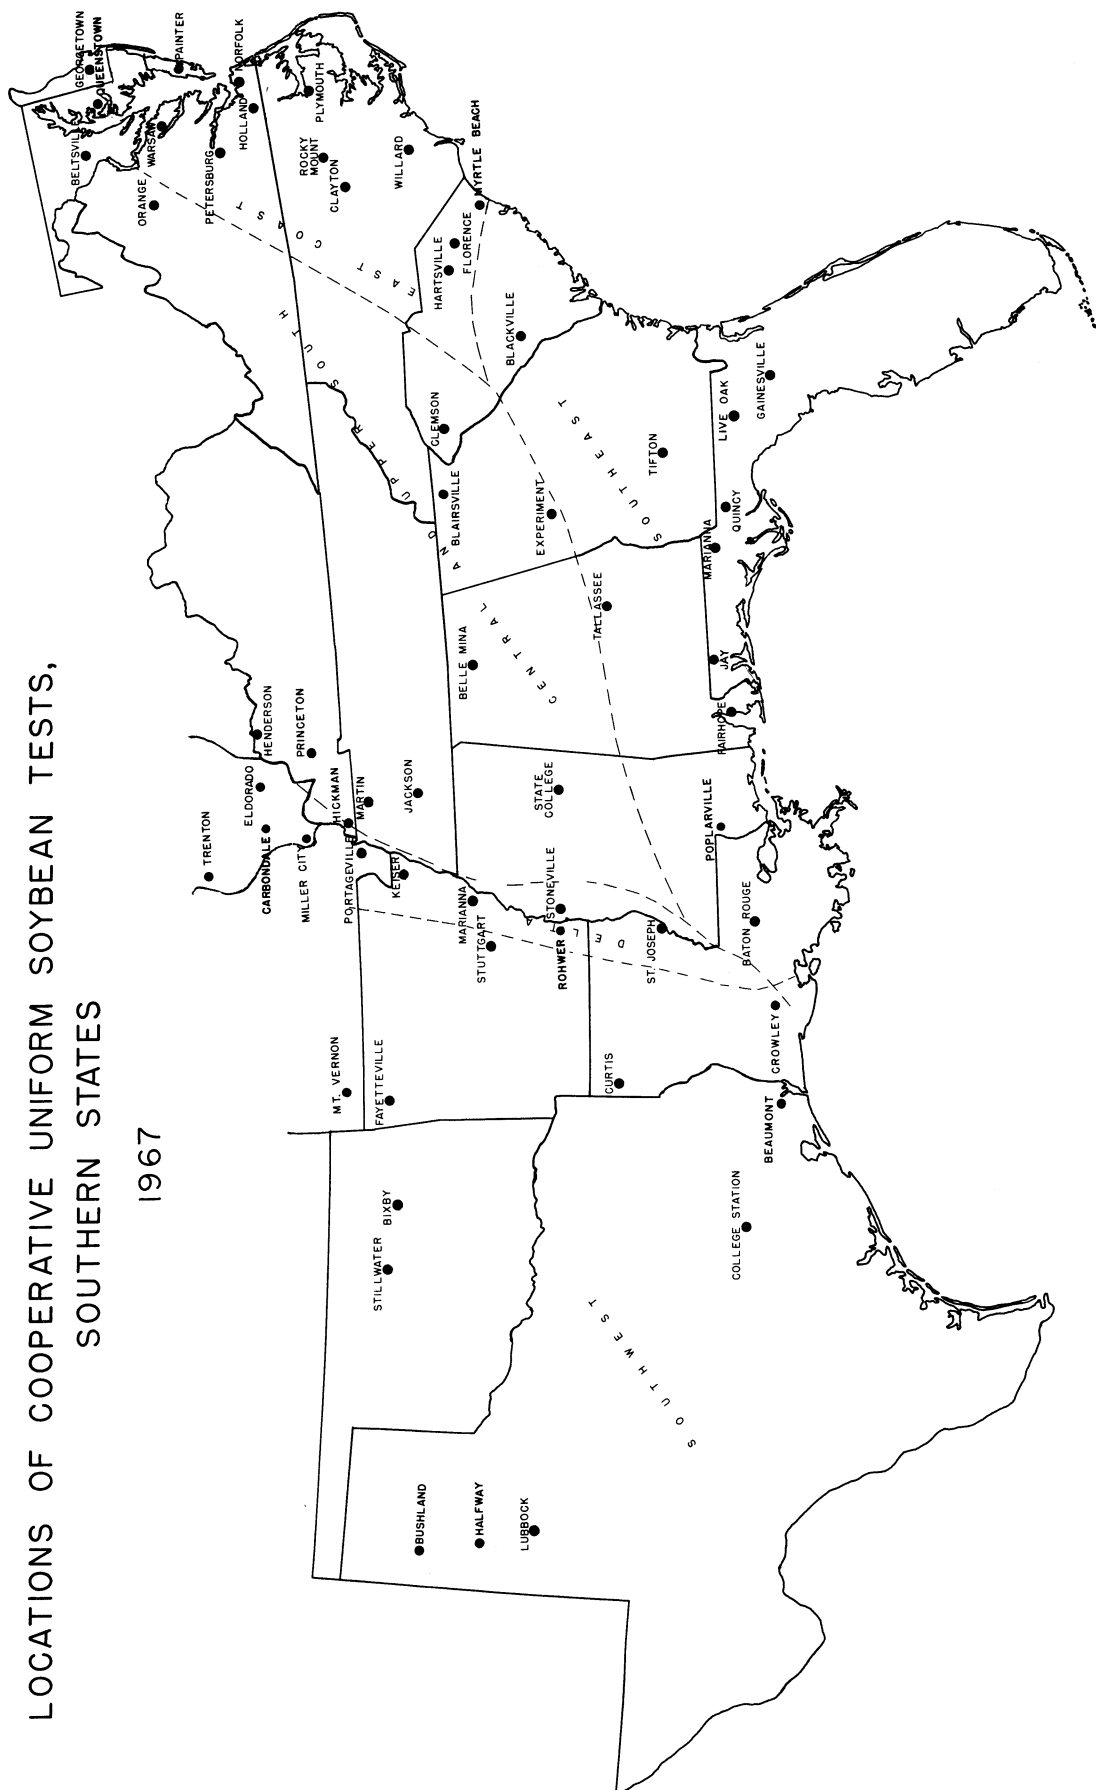 LOCATIONS OF COOPERATIVE UNIFORM SOYBEAN TESTS,
SOUTHERN STATES
1967
TRENTON
ELDORADO
CARBONDALE
MILLER CITY
HENDERSON
PRINCETON
HICKMAN
MARTIN
JACKSON
PORTAGEVILLE
KEISER
MT. VERNON
FAYETTEVILLE
MARIANNA
STUTTGART
ROHWER
STONEVILLE
STATE
COLLEGE
ST. JOSEPH
CURTIS
CROWLEY
BATON ROUGE
POPLARVILLE
DELTA
STILLWATER
BIXBY
BUSHLAND
HALFWAY
LUBBOCK
COLLEGE STATION
BEAUMONT
SOUTHWEST
BELLE MINA
TALLASSEE
FAIRHOPE
JAY
MARIANNA
QUINCY
LIVE OAK
GAINESVILLE
TIFTON
EXPERIMENT
BLAIRSVILLE
SOUTHEAST
UPPER SOUTH
AND
CENTRAL
EAST COAST
CLEMSON
BLACKVILLE
HARTSVILLE
FLORENCE
MYRTLE BEACH
WILLARD
CLAYTON
ROCKY
MOUNT
PLYMOUTH
HOLLAND
NORFOLK
PETERSBURG
ORANGE
WARSAW
PAINTER
BELTSVILLE
QUEENSTOWN
GEORGETOWN